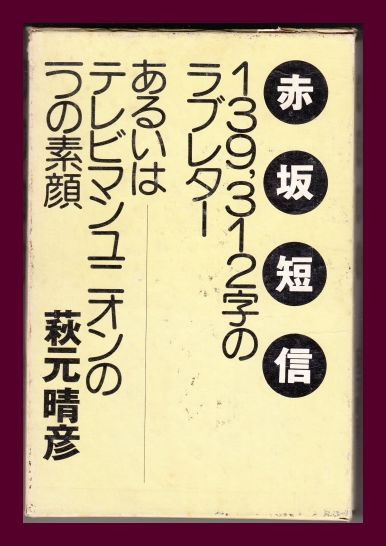 赤坂短信
139,312字の
ラブレター
あるいは
テレビマンユニオンの
一つの素顔
萩元晴彦